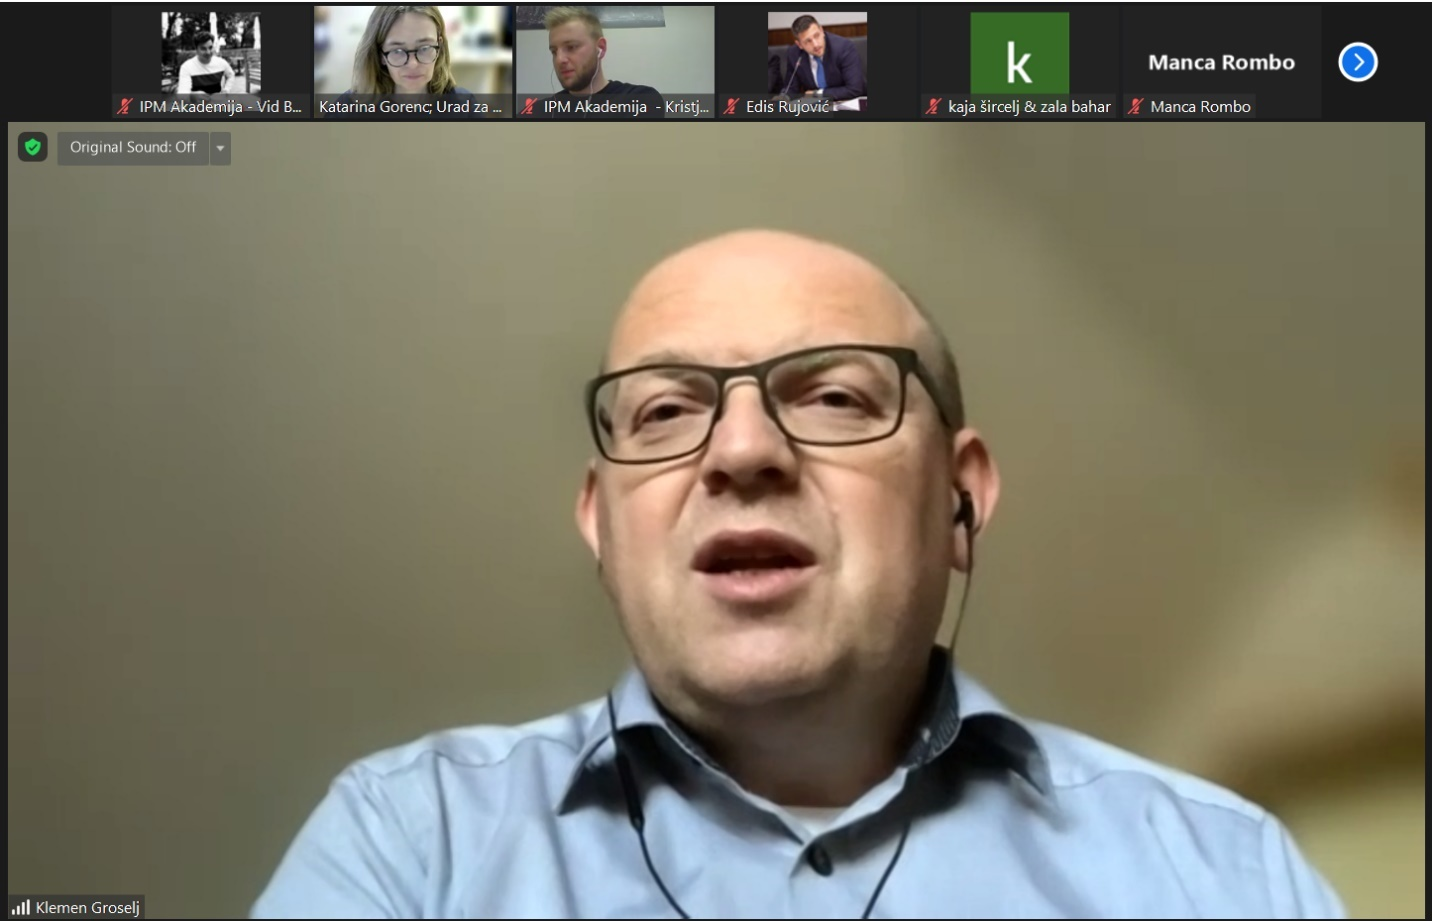 IPM Akademija - Vid B...
Katarina Gorenc; Urad za ...
IPM Akademija - Kristj...
Edis Rujović
k
kaja šircelj & zala bahar
Manca Rombo
Manca Rombo
Original Sound: Off
Klemen Groselj